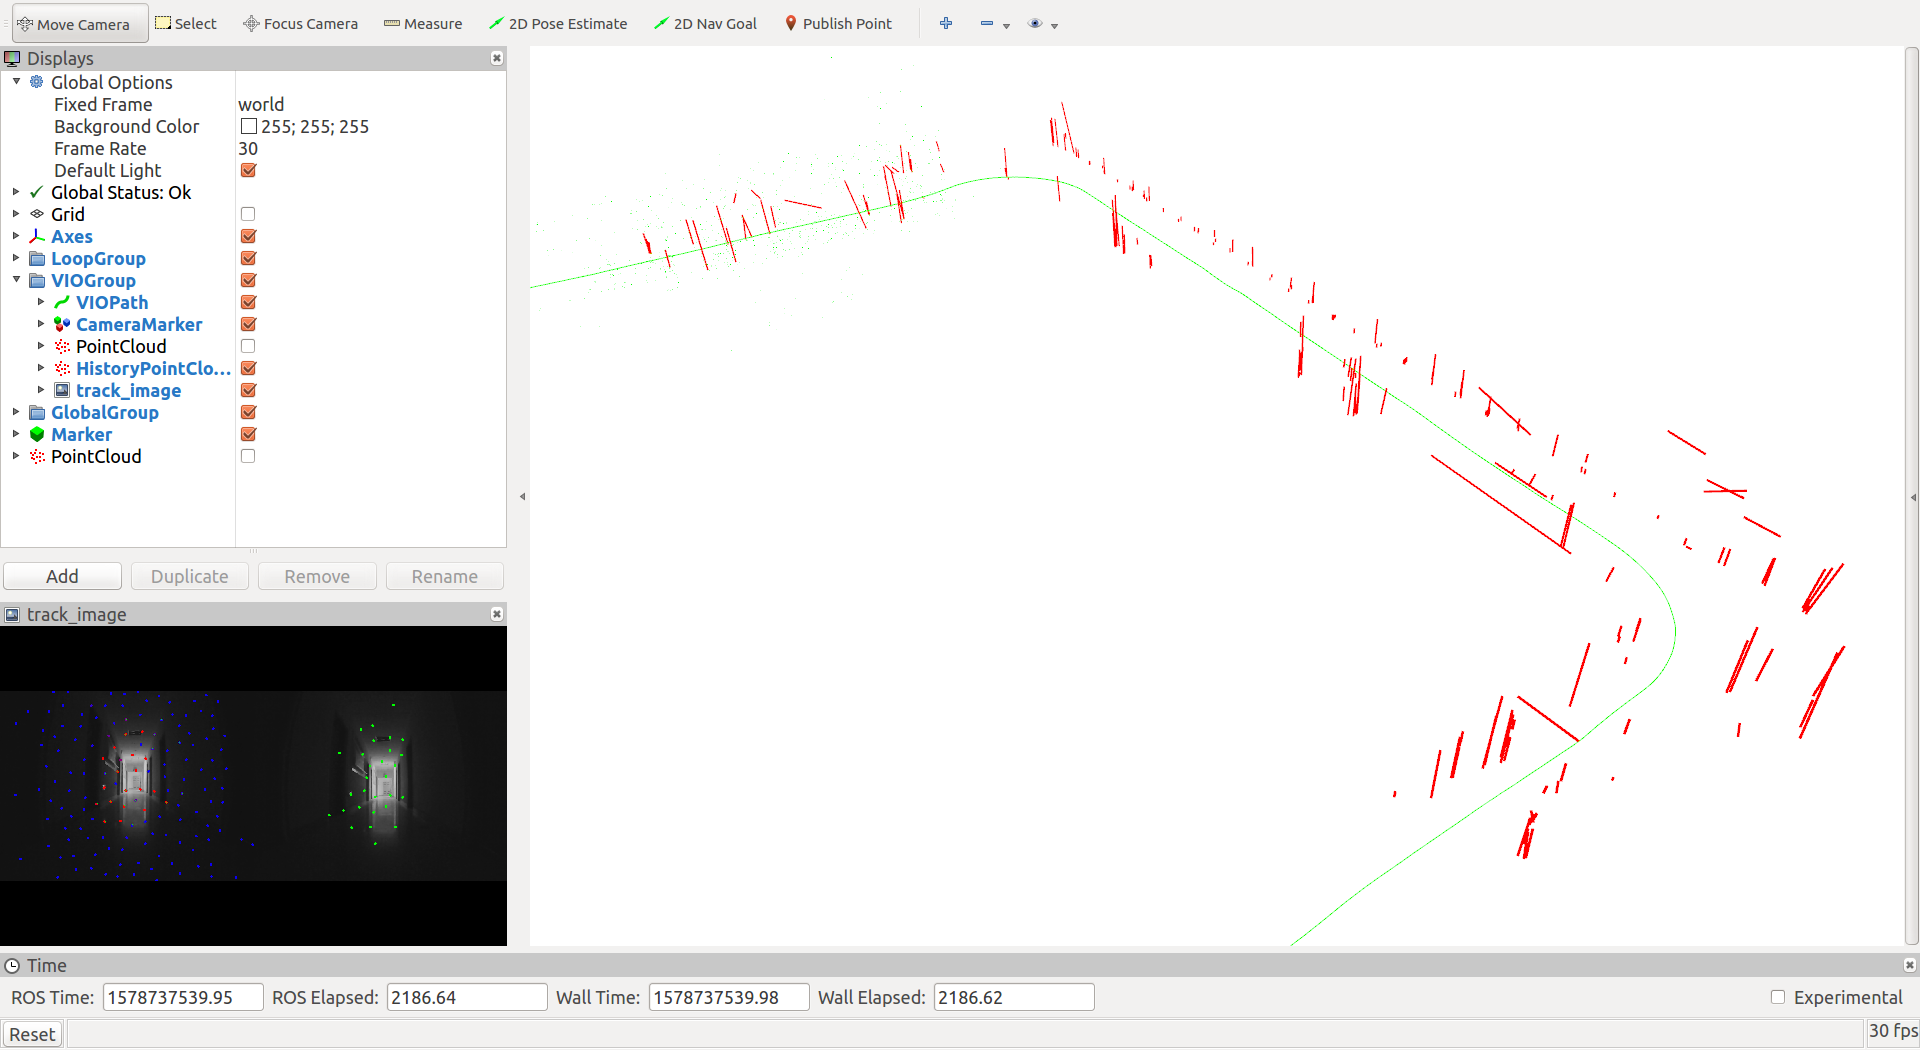 Move Camera Select Focus Camera Measure 2D Pose Estimate 2D Nav Goal Publish Point
Displays
Global Options
Fixed Frame world
Background Color 255; 255; 255
Frame Rate 30
Default Light
Global Status: Ok
Grid
Axes
LoopGroup
VIOGroup
VIOPath
CameraMarker
PointCloud
HistoryPointClo...
track_image
GlobalGroup
Marker
PointCloud
Add Duplicate Remove Rename
track_image
Time
ROS Time: 1578737539.95 ROS Elapsed: 2186.64 Wall Time: 1578737539.98 Wall Elapsed: 2186.62 Experimental
Reset 30 fps